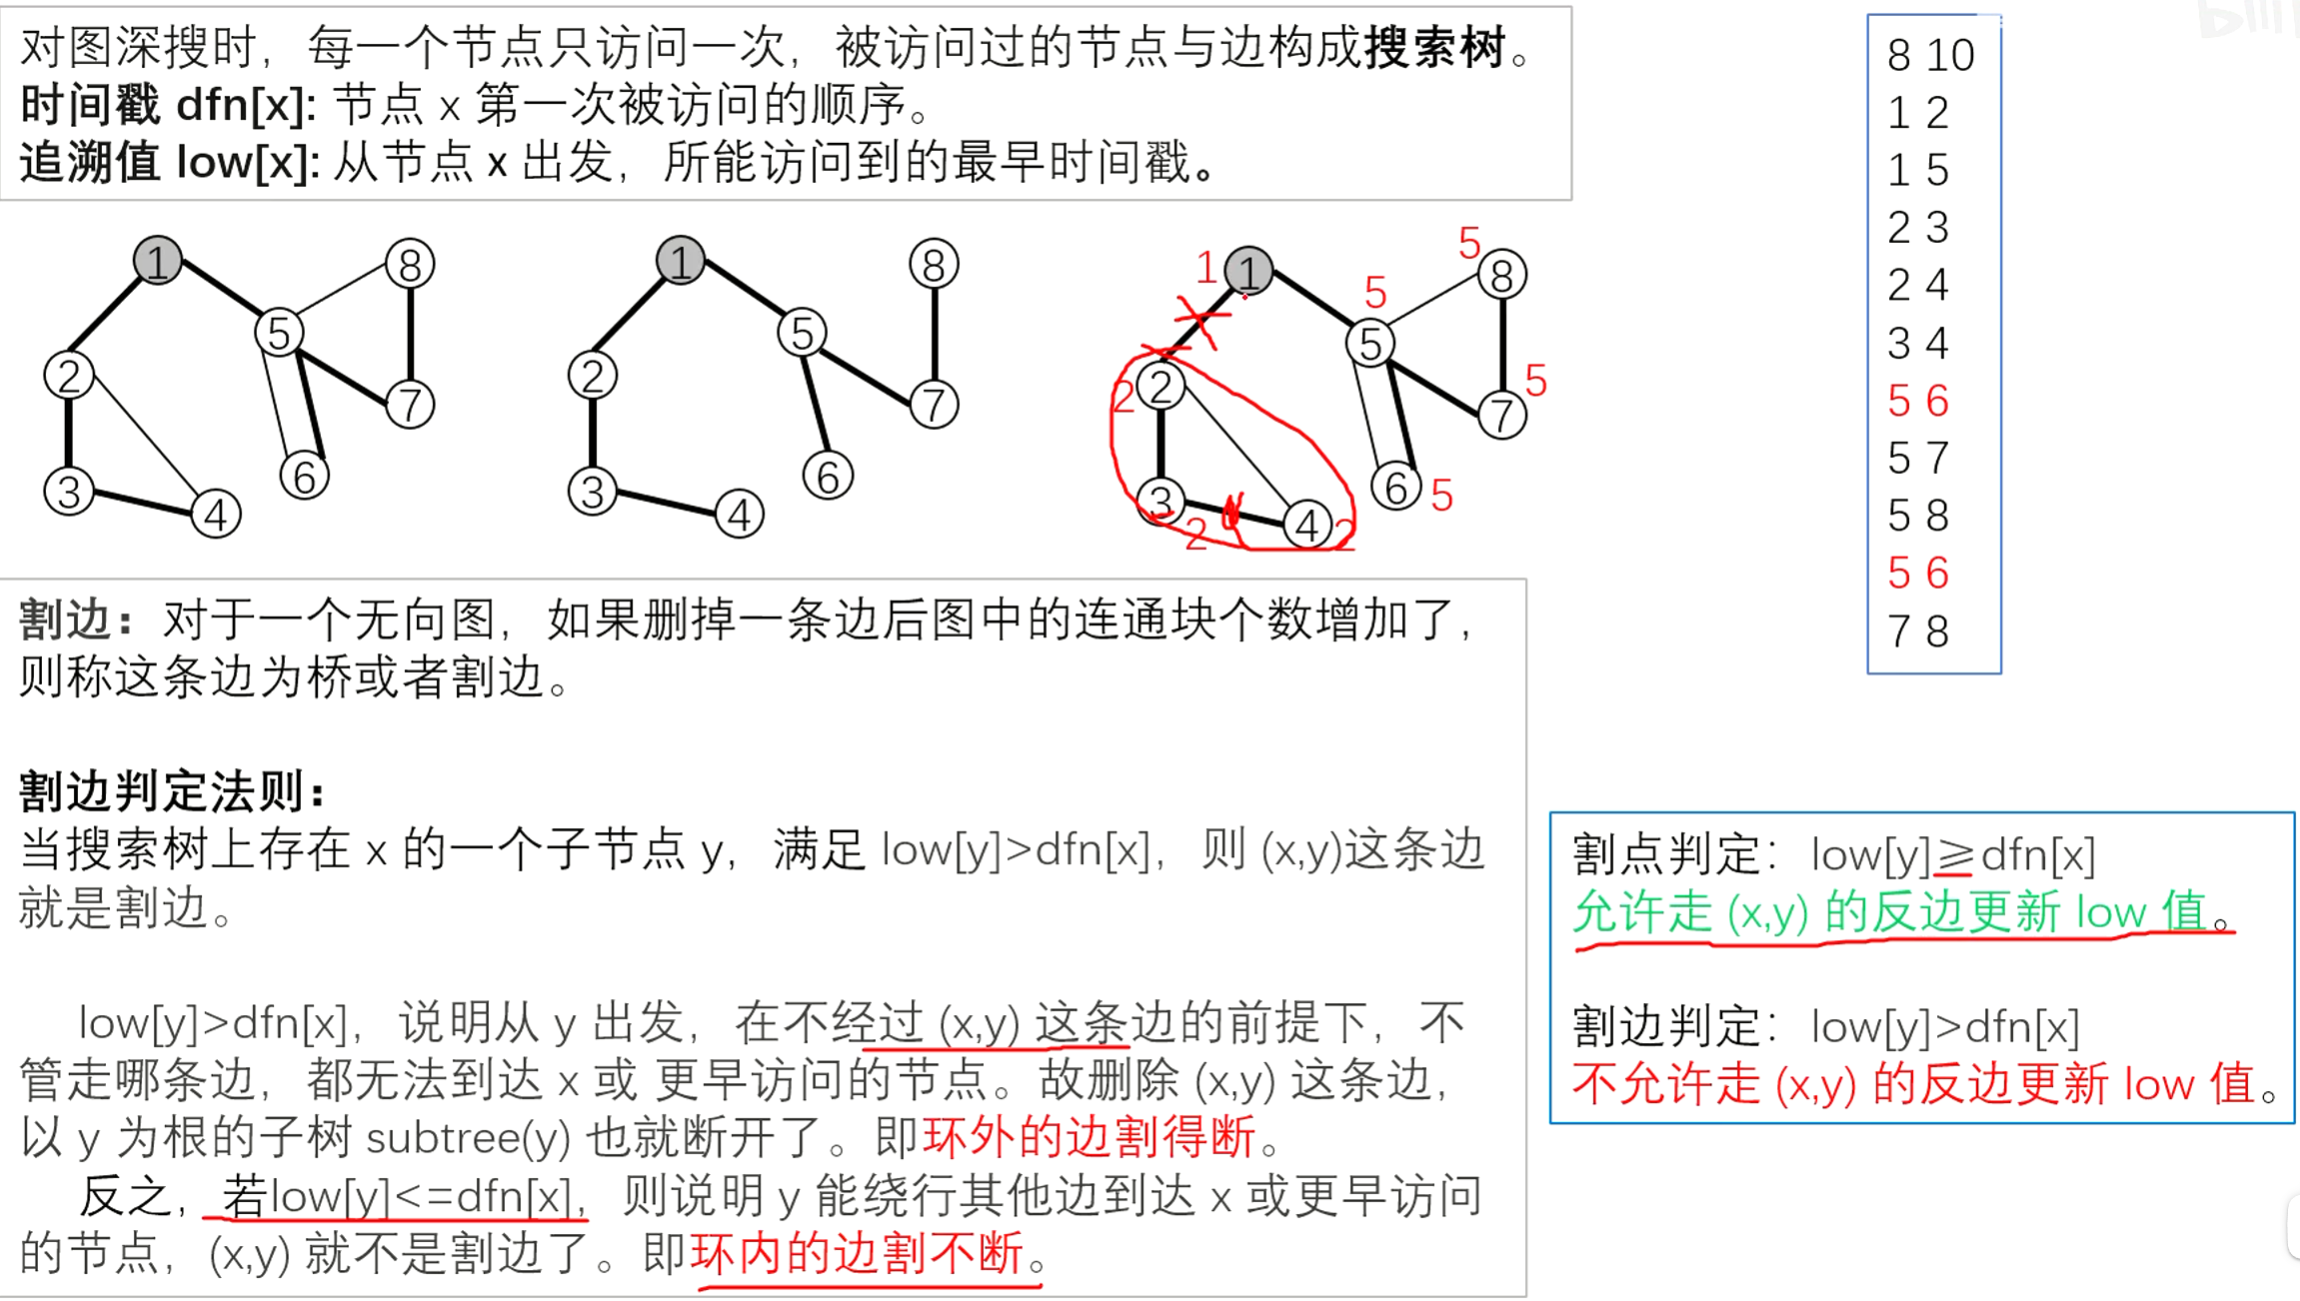 对图深搜时，每一个节点只访问一次，被访问过的节点与边构成搜索树。
时间戳 dfn[x]: 节点 x 第一次被访问的顺序。
追溯值 low[x]: 从节点 x 出发，所能访问到的最早时间戳。
1
8
5
2
7
3
6
4
1
8
5
2
7
3
6
4
1
1
5
8
5
5
2
2
5
7
3
2
4
2
6
5
8 10
1 2
1 5
2 3
2 4
3 4
5 6
5 7
5 8
5 6
7 8
割边：对于一个无向图，如果删掉一条边后图中的连通块个数增加了，
则称这条边为桥或者割边。
割边判定法则：
当搜索树上存在 x 的一个子节点 y，满足 low[y]>dfn[x]，则 (x,y)这条边
就是割边。
low[y]>dfn[x]，说明从 y 出发，在不经过 (x,y) 这条边的前提下，不
管走哪条边，都无法到达 x 或 更早访问的节点。故删除 (x,y) 这条边，
以 y 为根的子树 subtree(y) 也就断开了。即环外的边割得断。
反之，若low[y]<=dfn[x]，则说明 y 能绕行其他边到达 x 或更早访问
的节点，(x,y) 就不是割边了。即环内的边割不断。
割点判定：low[y]≥dfn[x]
允许走 (x,y) 的反边更新 low 值。
割边判定：low[y]>dfn[x]
不允许走 (x,y) 的反边更新 low 值。